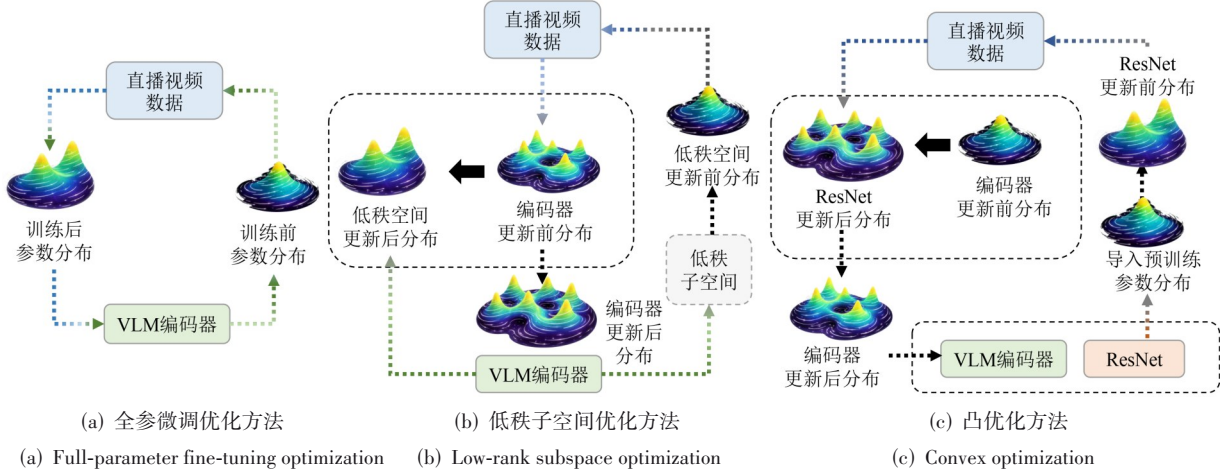 直播视频
数据
训练后
参数分布
训练前
参数分布
VLM编码器
(a) 全参微调优化方法
(a) Full-parameter fine-tuning optimization
直播视频
数据
低秩空间
更新后分布
编码器
更新前分布
低秩空间
更新前分布
低秩
子空间
编码器
更新后
分布
VLM编码器
(b) 低秩子空间优化方法
(b) Low-rank subspace optimization
直播视频
数据
ResNet
更新前分布
ResNet
更新后分布
编码器
更新前分布
导入预训练
参数分布
编码器
更新后分布
VLM编码器
ResNet
(c) 凸优化方法
(c) Convex optimization